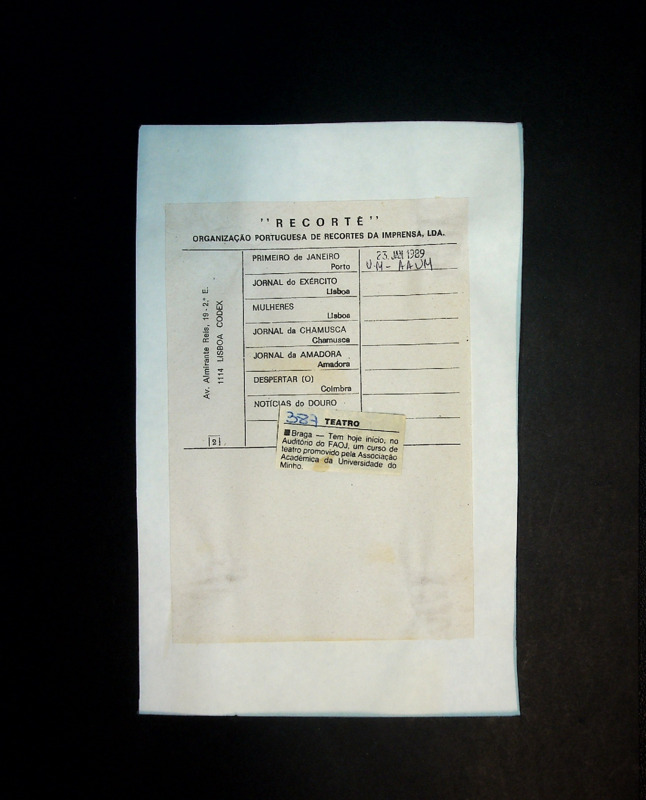 "RECORTE"
ORGANIZAÇÃO PORTUGUESA DE RECORTES DA IMPRENSA, LDA.
Av. Almirante Reis, 19 - 2.º E.
1114 LISBOA CODEX
2
PRIMEIRO de JANEIRO
Porto
23. JAN 1989
U.M - AAUM
JORNAL do EXÉRCITO
Lisboa
MULHERES
Lisboa
JORNAL da CHAMUSCA
Chamusca
JORNAL da AMADORA
Amadora
DESPERTAR (O)
Coimbra
NOTÍCIAS do DOURO
387 TEATRO
■ Braga — Tem hoje início, no
Auditório do FAOJ, um curso de
teatro promovido pela Associação
Académica da Universidade do
Minho.